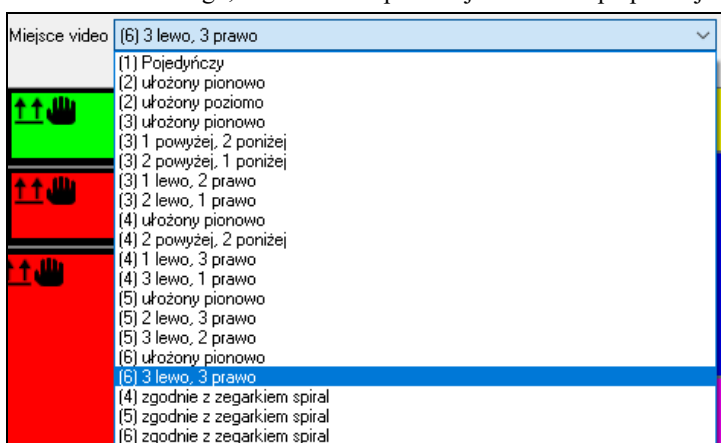 Miejsce video (6) 3 lewo, 3 prawo
(1) Pojedyńczy
(2) ułożony pionowo
(2) ułożony poziomo
(3) ułożony pionowo
(3) 1 powyżej, 2 poniżej
(3) 2 powyżej, 1 poniżej
(3) 1 lewo, 2 prawo
(3) 2 lewo, 1 prawo
(4) ułożony pionowo
(4) 2 powyżej, 2 poniżej
(4) 1 lewo, 3 prawo
(4) 3 lewo, 1 prawo
(5) ułożony pionowo
(5) 2 lewo, 3 prawo
(5) 3 lewo, 2 prawo
(6) ułożony pionowo
(6) 3 lewo, 3 prawo
(4) zgodnie z zegarkiem spiral
(5) zgodnie z zegarkiem spiral
(6) zgodnie z zegarkiem spiral